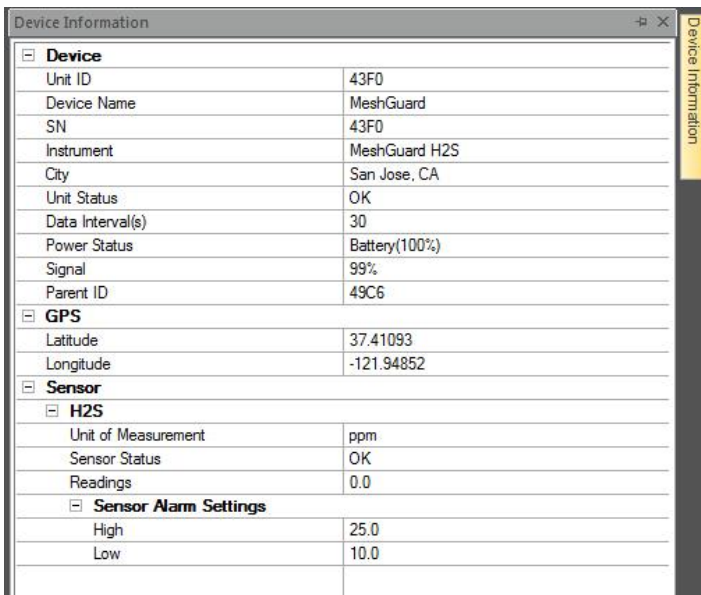 Device Information
Device
Unit ID 43F0
Device Name MeshGuard
SN 43F0
Instrument MeshGuard H2S
City San Jose, CA
Unit Status OK
Data Interval(s) 30
Power Status Battery(100%)
Signal 99%
Parent ID 49C6
GPS
Latitude 37.41093
Longitude -121.94852
Sensor
H2S
Unit of Measurement ppm
Sensor Status OK
Readings 0.0
Sensor Alarm Settings
High 25.0
Low 10.0
Device Information